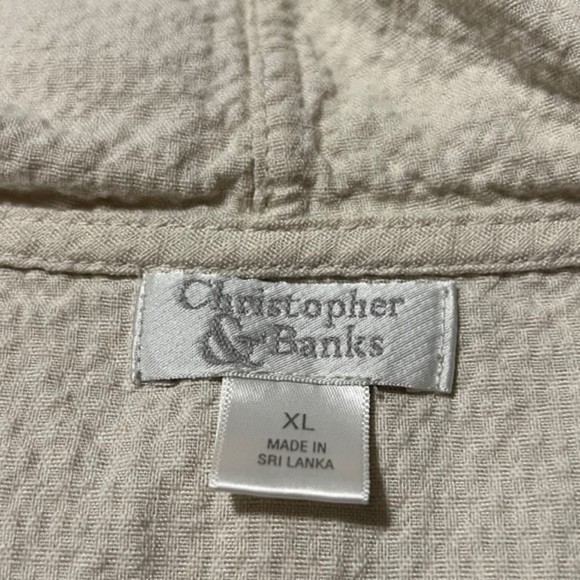 Christopher
& Banks
XL
MADE IN
SRI LANKA